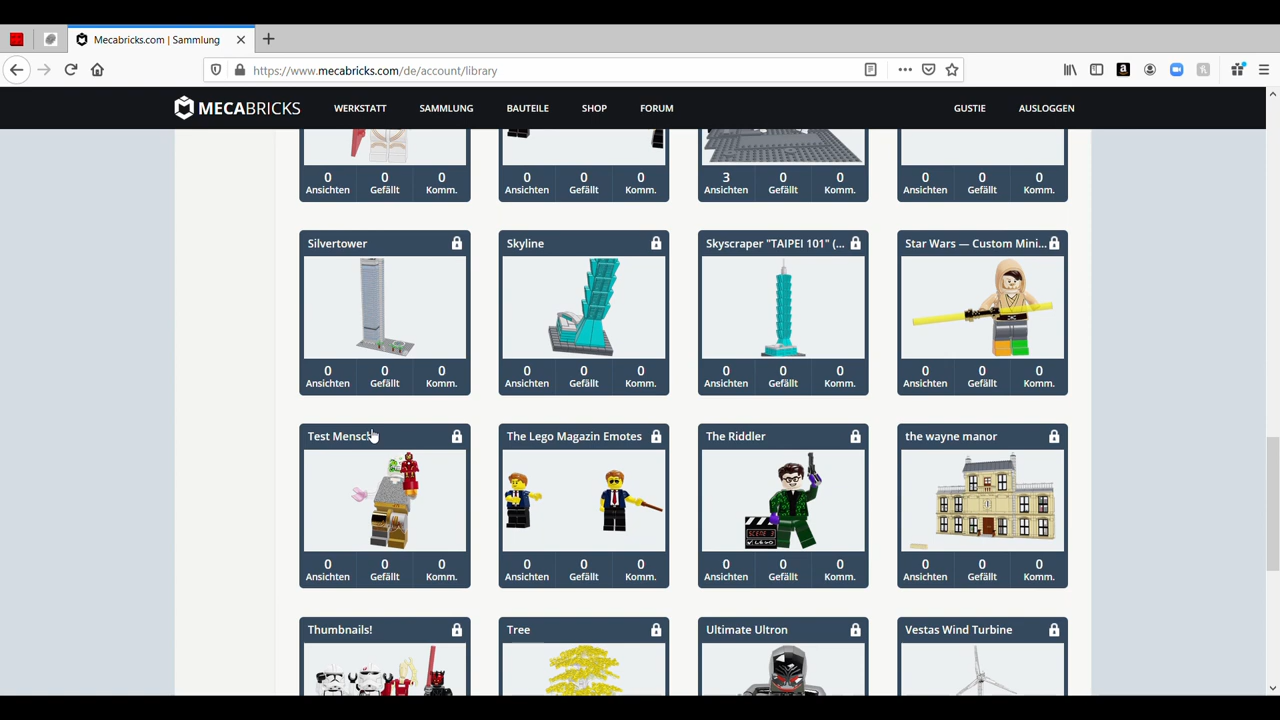 Mecabricks.com | Sammlung
https://www.mecabricks.com/de/account/library
MECABRICKS
WERKSTATT
SAMMLUNG
BAUTEILE
SHOP
FORUM
GUSTIE
AUSLOGGEN
0 0 0
Ansichten Gefällt Komm.
0 0 0
Ansichten Gefällt Komm.
3 0 0
Ansichten Gefällt Komm.
0 0 0
Ansichten Gefällt Komm.
Silvertower
0 0 0
Ansichten Gefällt Komm.
Skyline
0 0 0
Ansichten Gefällt Komm.
Skyscraper "TAIPEI 101" (...
0 0 0
Ansichten Gefällt Komm.
Star Wars — Custom Mini...
0 0 0
Ansichten Gefällt Komm.
Test Mensch
0 0 0
Ansichten Gefällt Komm.
The Lego Magazin Emotes
0 0 0
Ansichten Gefällt Komm.
The Riddler
SCENE 3
0 0 0
Ansichten Gefällt Komm.
the wayne manor
0 0 0
Ansichten Gefällt Komm.
Thumbnails!
Tree
Ultimate Ultron
Vestas Wind Turbine